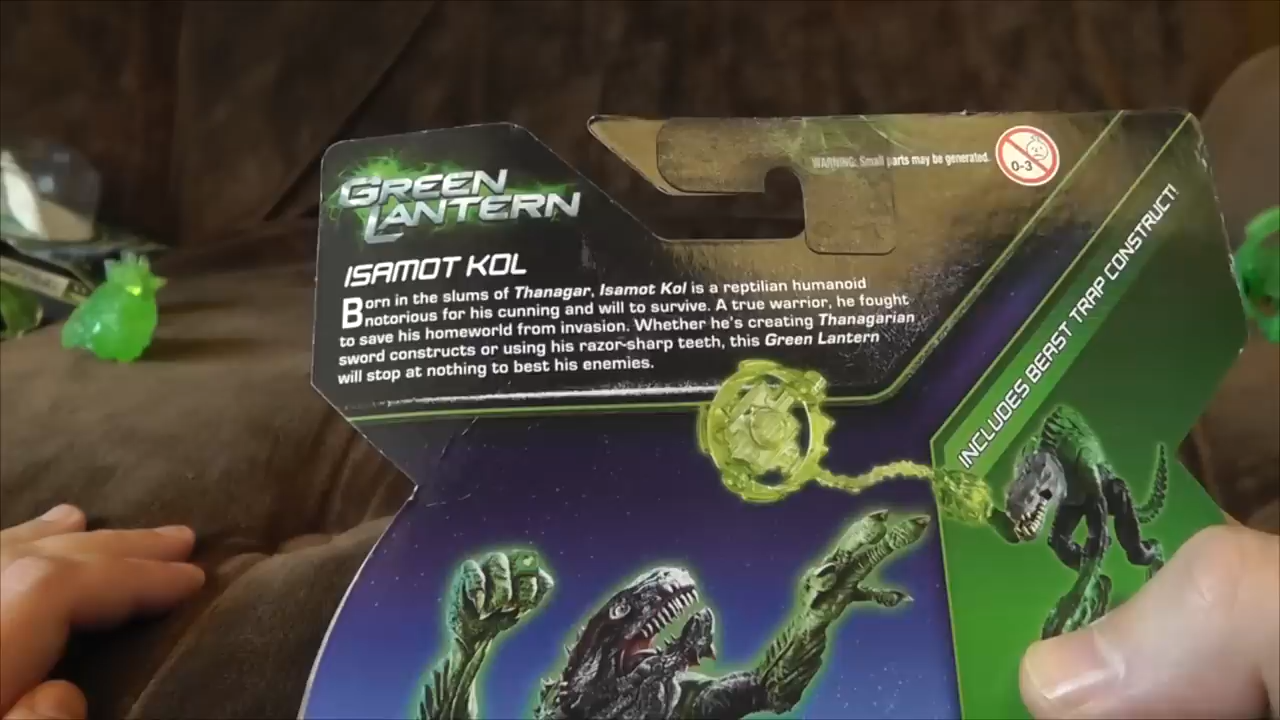 GREEN
LANTERN
WARNING: Small parts may be generated.
0-3
ISAMOT KOL
Born in the slums of Thanagar, Isamot Kol is a reptilian humanoid
notorious for his cunning and will to survive. A true warrior, he fought
to save his homeworld from invasion. Whether he's creating Thanagarian
sword constructs or using his razor-sharp teeth, this Green Lantern
will stop at nothing to best his enemies.
INCLUDES BEAST TRAP CONSTRUCT!